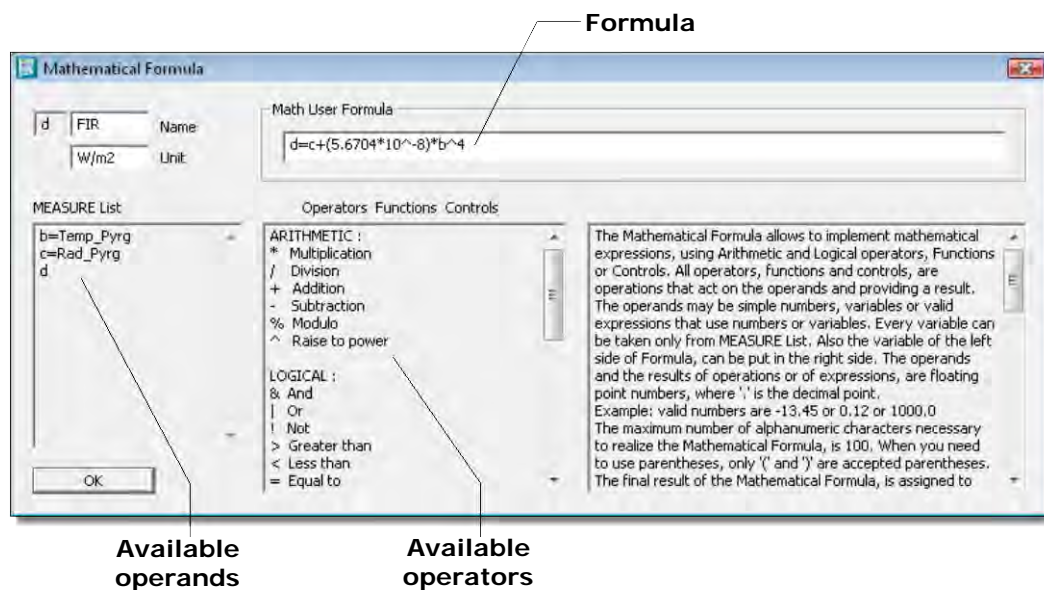 Formula
Mathematical Formula
d FIR Name
W/m2 Unit
Math User Formula
d=c+(5.6704*10^-8)*b^4
MEASURE List
b=Temp_Pyrg
c=Rad_Pyrg
d
OK
Operators Functions Controls
ARITHMETIC :
* Multiplication
/ Division
+ Addition
- Subtraction
% Modulo
^ Raise to power
LOGICAL :
& And
| Or
! Not
> Greater than
< Less than
= Equal to
The Mathematical Formula allows to implement mathematical
expressions, using Arithmetic and Logical operators, Functions
or Controls. All operators, functions and controls, are
operations that act on the operands and providing a result.
The operands may be simple numbers, variables or valid
expressions that use numbers or variables. Every variable can
be taken only from MEASURE List. Also the variable of the left
side of Formula, can be put in the right side. The operands
and the results of operations or of expressions, are floating
point numbers, where '.' is the decimal point.
Example: valid numbers are -13.45 or 0.12 or 1000.0
The maximum number of alphanumeric characters necessary
to realize the Mathematical Formula, is 100. When you need
to use parentheses, only '(' and ')' are accepted parentheses.
The final result of the Mathematical Formula, is assigned to
Available
operands
Available
operators